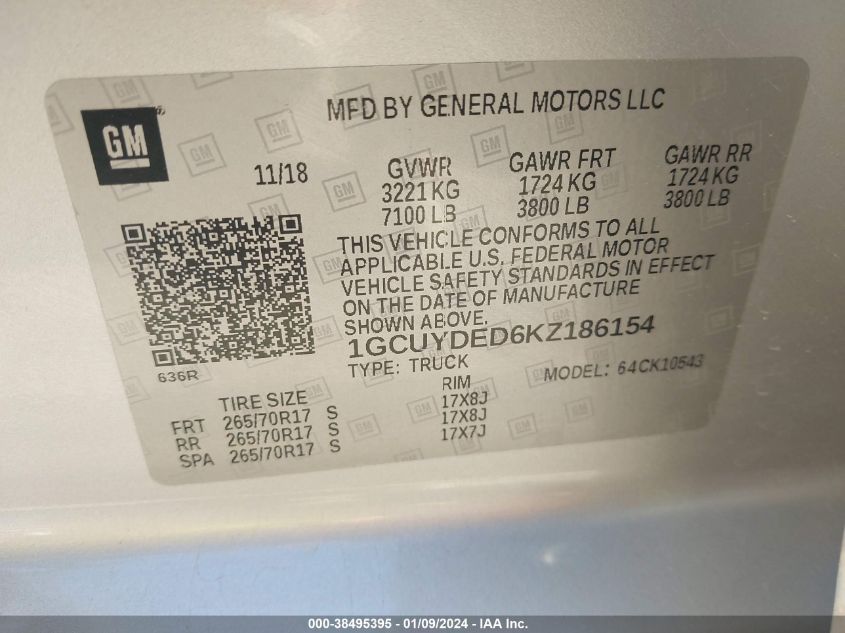 GM
MFD BY GENERAL MOTORS LLC
11/18
GVWR
3221 KG
7100 LB
GAWR FRT
1724 KG
3800 LB
GAWR RR
1724 KG
3800 LB
THIS VEHICLE CONFORMS TO ALL
APPLICABLE U.S. FEDERAL MOTOR
VEHICLE SAFETY STANDARDS IN EFFECT
ON THE DATE OF MANUFACTURE
SHOWN ABOVE.
1GCUYDED6KZ186154
TYPE: TRUCK
MODEL: 64CK10543
636R
TIRE SIZE
RIM
FRT 265/70R17 S 17X8J
RR 265/70R17 S 17X8J
SPA 265/70R17 S 17X7J
000-38495395 - 01/09/2024 - IAA Inc.